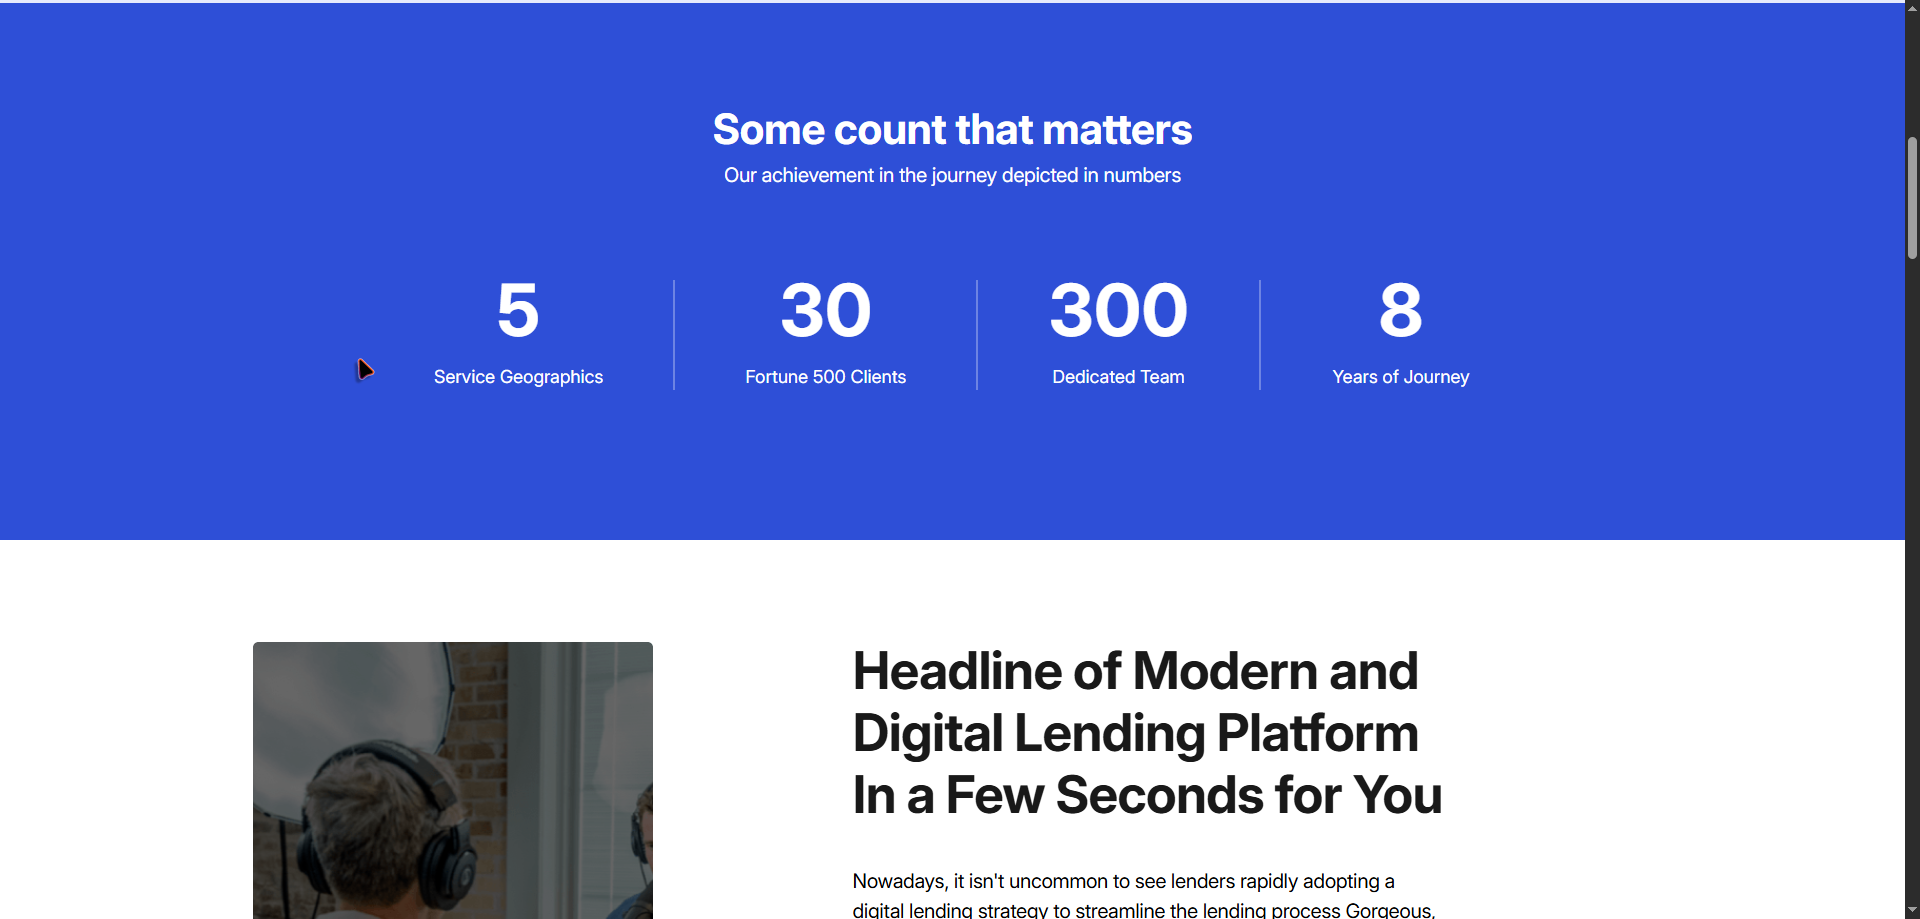 Some count that matters
Our achievement in the journey depicted in numbers
5
30
300
8
Service Geographics
Fortune 500 Clients
Dedicated Team
Years of Journey
Headline of Modern and
Digital Lending Platform
In a Few Seconds for You
Nowadays, it isn't uncommon to see lenders rapidly adopting a
digital lending strategy to streamline the lending process Gorgeous,